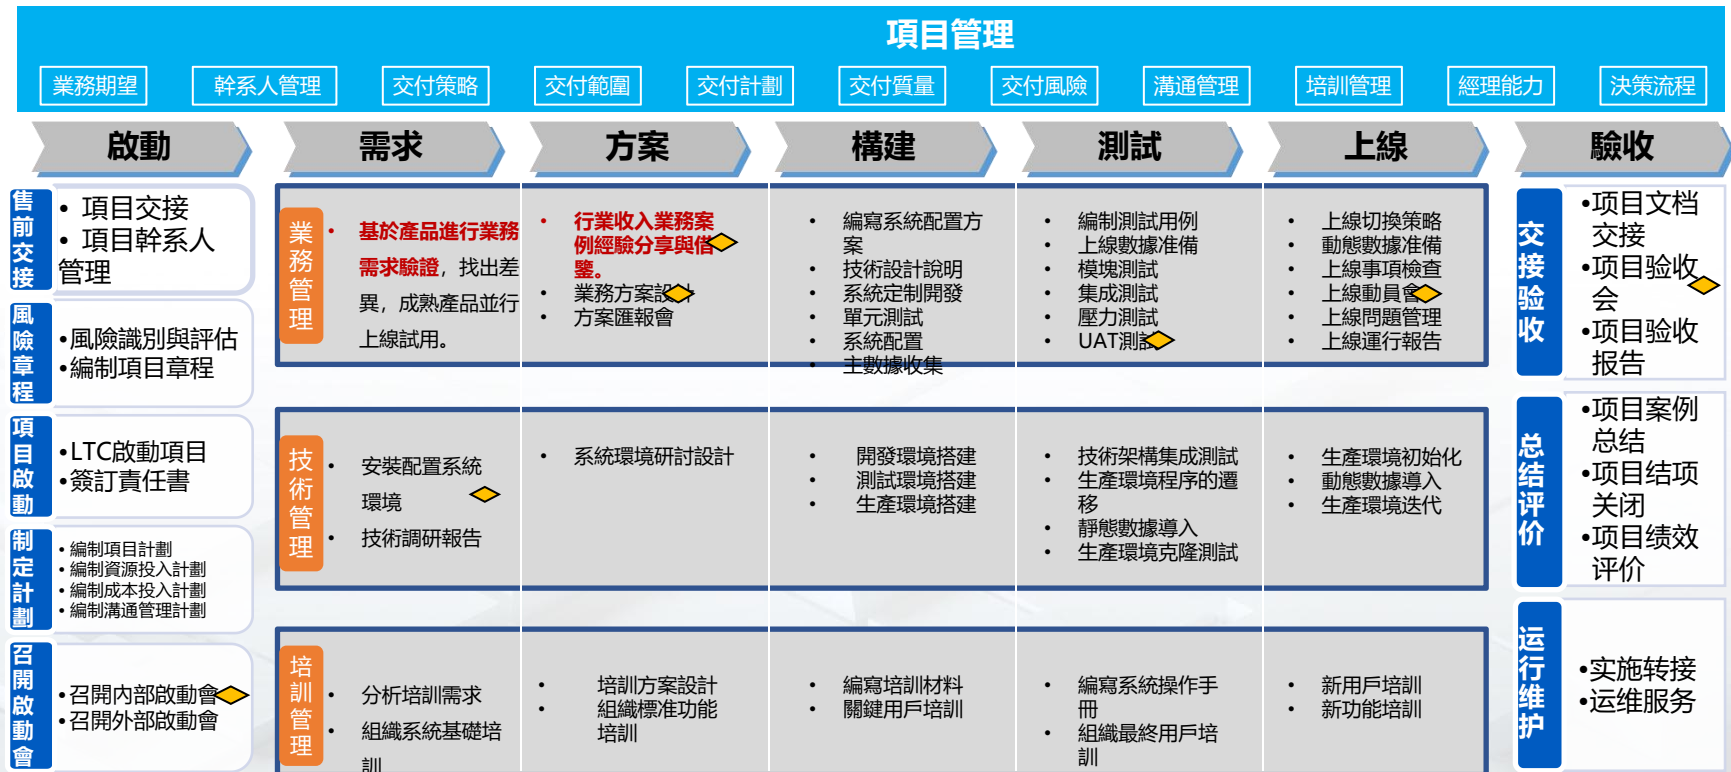 項目管理
業務期望
幹系人管理
交付策略
交付範圍
交付計劃
交付質量
交付風險
溝通管理
培訓管理
經理能力
決策流程
啟動
需求
方案
構建
測試
上線
驗收
售前交接
• 項目交接
• 項目幹系人
管理
風險章程
•風險識別與評估
•編制項目章程
項目啟動
•LTC啟動項目
•簽訂責任書
制定計劃
•編制項目計劃
•編制資源投入計劃
•編制成本投入計劃
•編制溝通管理計劃
召開啟動會
•召開內部啟動會
•召開外部啟動會
業務管理
• 基於產品進行業務
需求驗證，找出差
異，成熟產品並行
上線試用。
• 行業收入業務案
例經驗分享與借
鑒。
• 業務方案設計
• 方案匯報會
• 編寫系統配置方
案
• 技術設計說明
• 系統定制開發
• 單元測試
• 系統配置
• 主數據收集
• 編制測試用例
• 上線數據准備
• 模塊測試
• 集成測試
• 壓力測試
• UAT測試
• 上線切換策略
• 動態數據准備
• 上線事項檢查
• 上線動員會
• 上線問題管理
• 上線運行報告
技術管理
• 安裝配置系統
環境
• 技術調研報告
• 系統環境研討設計
• 開發環境搭建
• 測試環境搭建
• 生產環境搭建
• 技術架構集成測試
• 生產環境程序的遷
移
• 靜態數據導入
• 生產環境克隆測試
• 生產環境初始化
• 動態數據導入
• 生產環境迭代
培訓管理
• 分析培訓需求
• 組織系統基礎培
訓
• 培訓方案設計
• 組織標准功能
培訓
• 編寫培訓材料
• 關鍵用戶培訓
• 編寫系統操作手
冊
• 組織最終用戶培
訓
• 新用戶培訓
• 新功能培訓
交接验收
•项目文档
交接
•项目验收
会
•项目验收
报告
总结评价
•项目案例
总结
•项目结项
关闭
•项目绩效
评价
运行维护
•实施转接
•运维服务